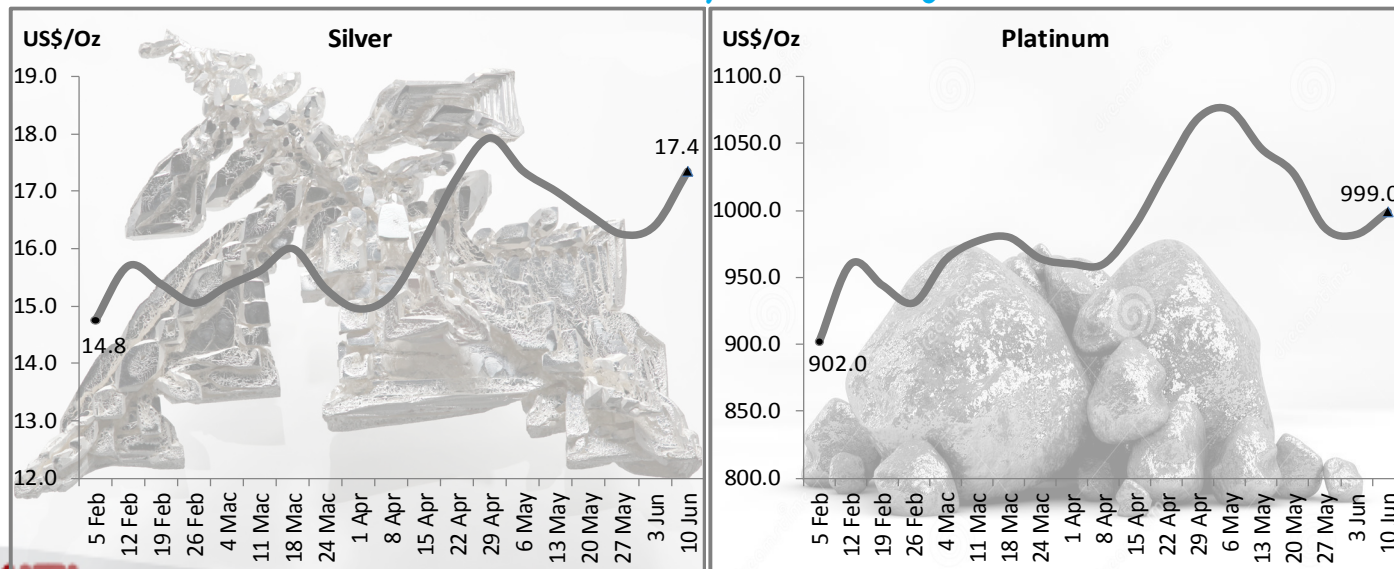 Silver
US$/Oz
19.0
18.0
17.0
16.0
15.0
14.0
13.0
12.0
14.8
17.4
5 Feb
12 Feb
19 Feb
26 Feb
4 Mac
11 Mac
18 Mac
24 Mac
1 Apr
8 Apr
15 Apr
22 Apr
29 Apr
6 May
13 May
20 May
27 May
3 Jun
10 Jun
Platinum
US$/Oz
1100.0
1050.0
1000.0
950.0
900.0
850.0
800.0
902.0
999.0
5 Feb
12 Feb
19 Feb
26 Feb
4 Mac
11 Mac
18 Mac
24 Mac
1 Apr
8 Apr
15 Apr
22 Apr
29 Apr
6 May
13 May
20 May
27 May
3 Jun
10 Jun